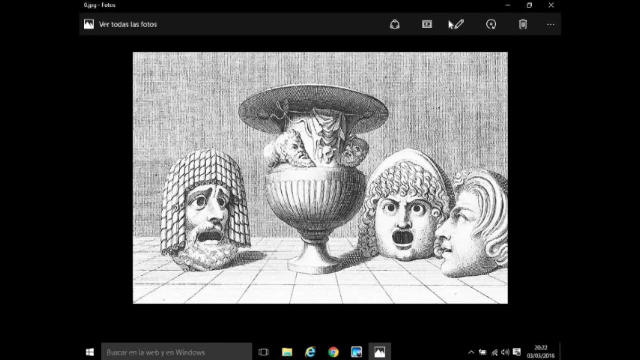 0.jpg - Fotos
Ver todas las fotos
Buscar en la web y en Windows
20:22
03/03/2016